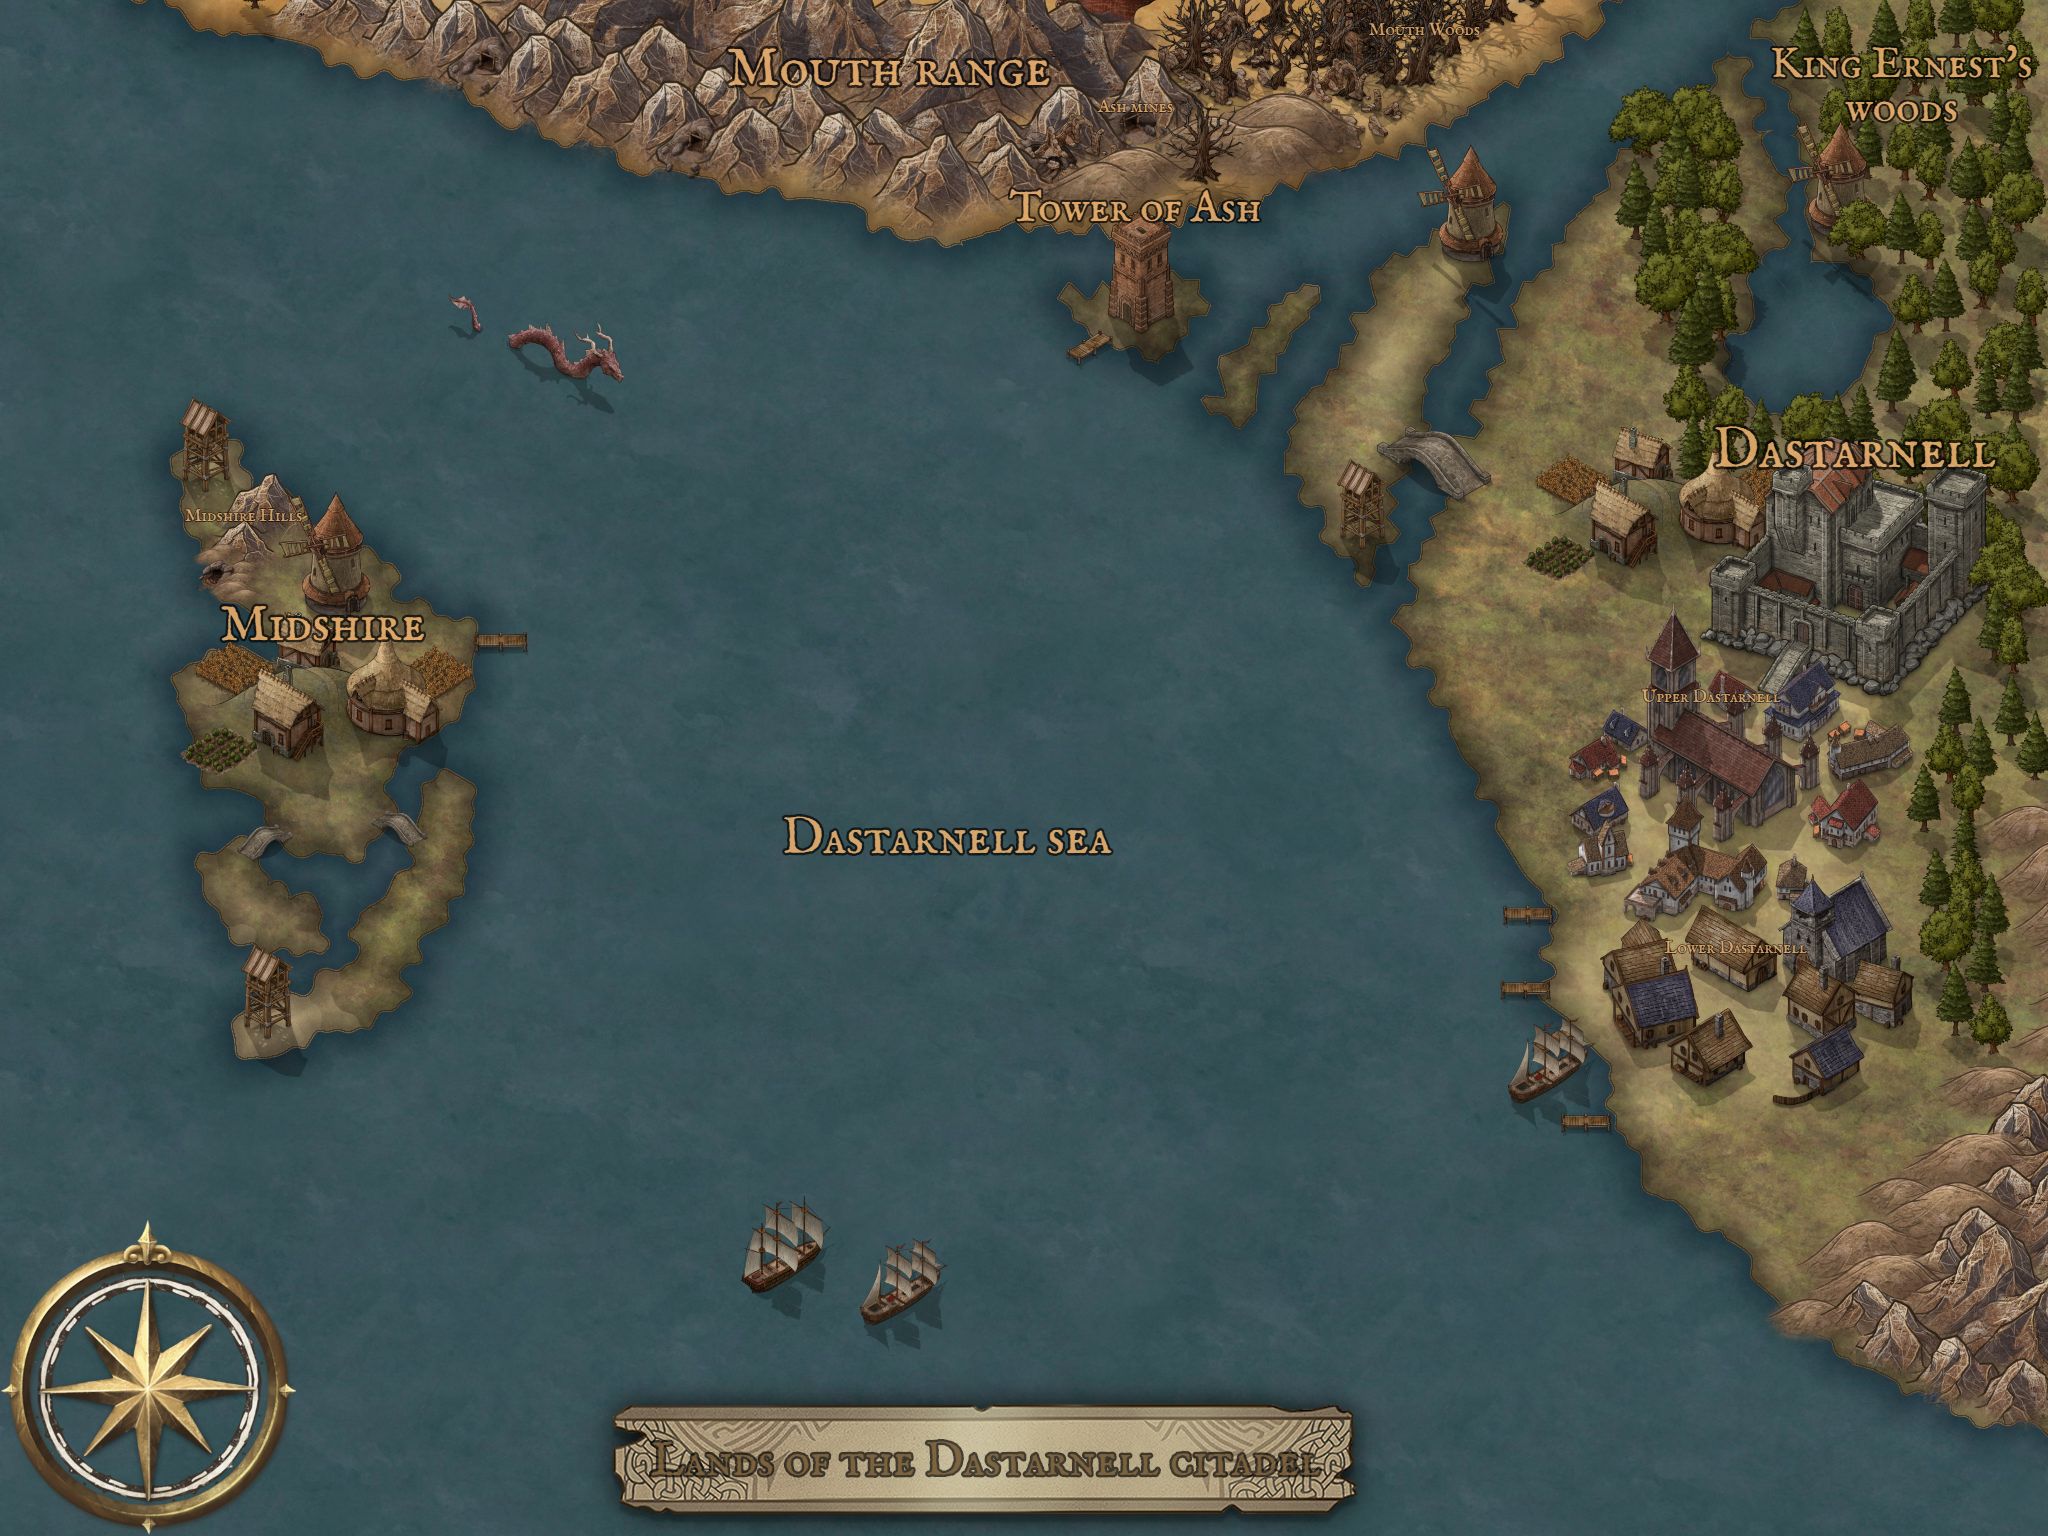 Mouth Woods
Mouth range
King Ernest's
woods
Ash mines
Tower of Ash
Dastarnell
Midshire Hills
Midshire
Upper Dastarnell
Dastarnell sea
Lower Dastarnell
Lands of the Dastarnell citadel